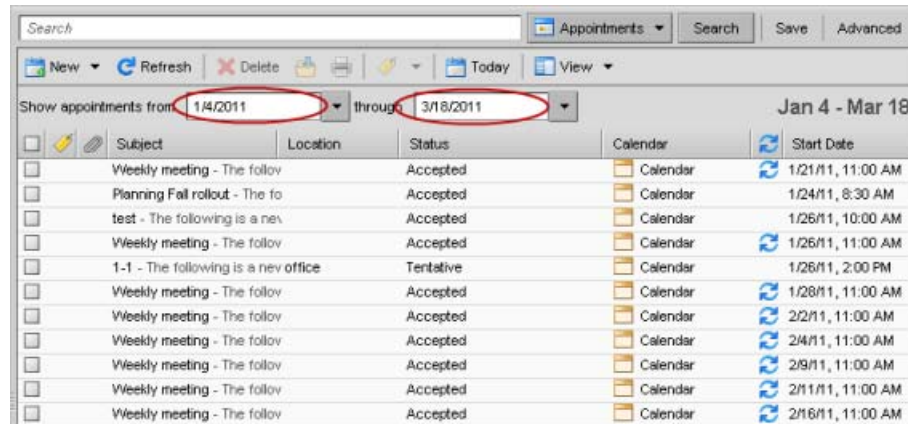 Search Appointments Search Save Advanced
New Refresh Delete Today View
Show appointments from 1/4/2011 through 3/18/2011 Jan 4 - Mar 18
Subject Location Status Calendar Start Date
Weekly meeting - The follov Accepted Calendar 1/21/11, 11:00 AM
Planning Fall rollout - The fo Accepted Calendar 1/24/11, 8:30 AM
test - The following is a nev Accepted Calendar 1/26/11, 10:00 AM
Weekly meeting - The follov Accepted Calendar 1/26/11, 11:00 AM
1-1 - The following is a nev office Tentative Calendar 1/26/11, 2:00 PM
Weekly meeting - The follov Accepted Calendar 1/28/11, 11:00 AM
Weekly meeting - The follov Accepted Calendar 2/2/11, 11:00 AM
Weekly meeting - The follov Accepted Calendar 2/4/11, 11:00 AM
Weekly meeting - The follov Accepted Calendar 2/9/11, 11:00 AM
Weekly meeting - The follov Accepted Calendar 2/11/11, 11:00 AM
Weekly meeting - The follov Accepted Calendar 2/16/11, 11:00 AM